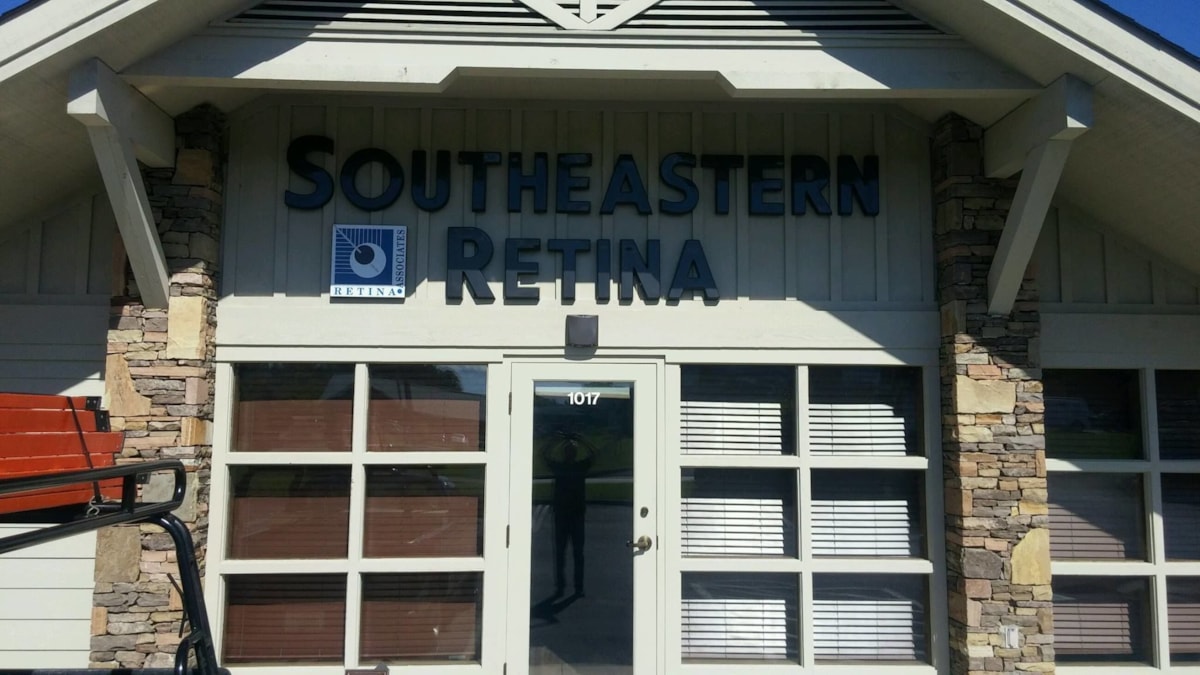 SOUTHEASTERN
RETINA
RETINA
ASSOCIATES
1017